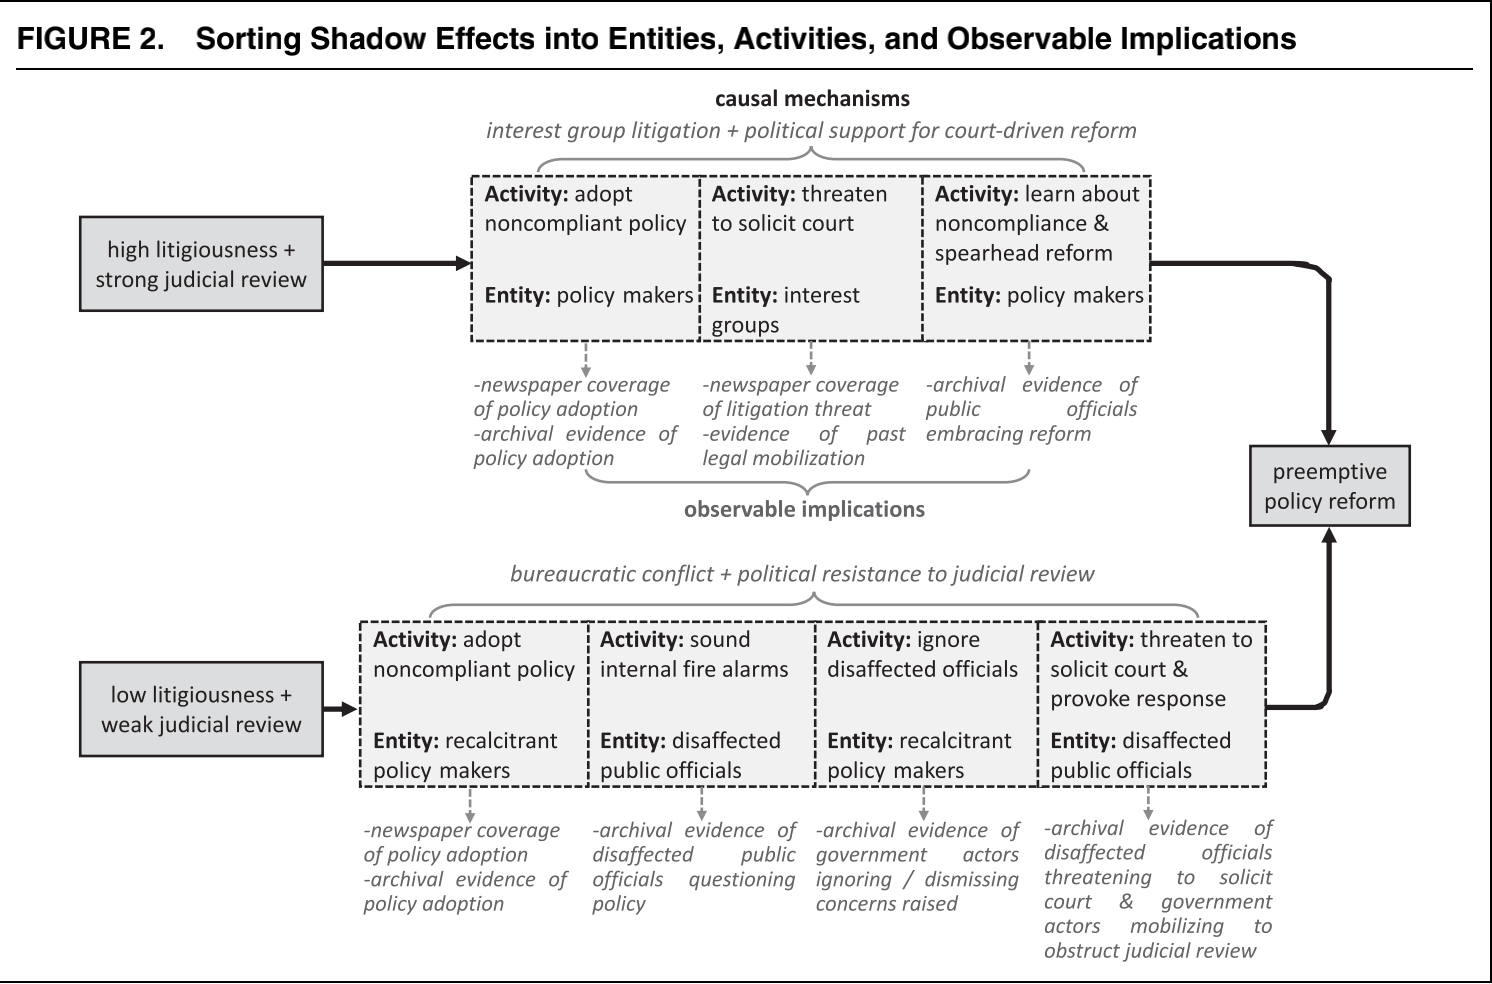 FIGURE 2. Sorting Shadow Effects into Entities, Activities, and Observable Implications
causal mechanisms
interest group litigation + political support for court-driven reform
high litigiousness +
strong judicial review
Activity: adopt
noncompliant policy
Entity: policy makers
Activity: threaten
to solicit court
Entity: interest
groups
Activity: learn about
noncompliance &
spearhead reform
Entity: policy makers
-newspaper coverage
of policy adoption
-archival evidence of
policy adoption
-newspaper coverage
of litigation threat
-evidence of past
legal mobilization
-archival evidence of
public officials
embracing reform
observable implications
preemptive
policy reform
bureaucratic conflict + political resistance to judicial review
low litigiousness +
weak judicial review
Activity: adopt
noncompliant policy
Entity: recalcitrant
policy makers
Activity: sound
internal fire alarms
Entity: disaffected
public officials
Activity: ignore
disaffected officials
Entity: recalcitrant
policy makers
Activity: threaten to
solicit court &
provoke response
Entity: disaffected
public officials
-newspaper coverage
of policy adoption
-archival evidence of
policy adoption
-archival evidence of
disaffected public
officials questioning
policy
-archival evidence of
government actors
ignoring / dismissing
concerns raised
-archival evidence of
disaffected officials
threatening to solicit
court & government
actors mobilizing to
obstruct judicial review